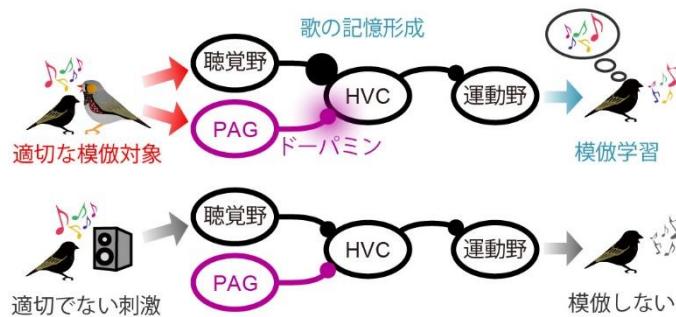 歌の記憶形成
聴覚野
HVC
運動野
PAG
ドーパミン
適切な模倣対象
模倣学習
聴覚野
HVC
運動野
PAG
適切でない刺激
模倣しない